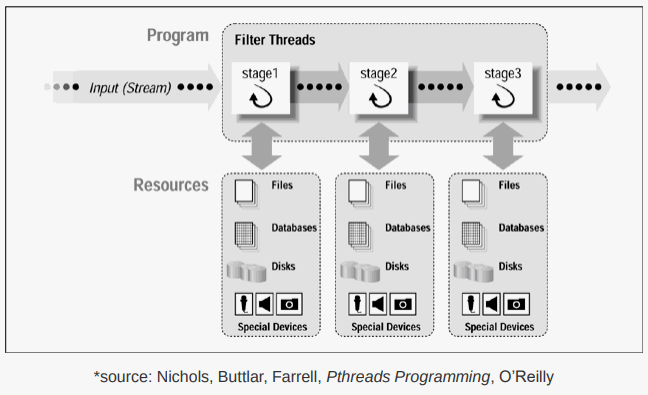 Program
Filter Threads
stage1
stage2
stage3
Input (Stream)
Resources
Files
Databases
Disks
Special Devices
Files
Databases
Disks
Special Devices
Files
Databases
Disks
Special Devices
*source: Nichols, Buttlar, Farrell, Pthreads Programming, O’Reilly